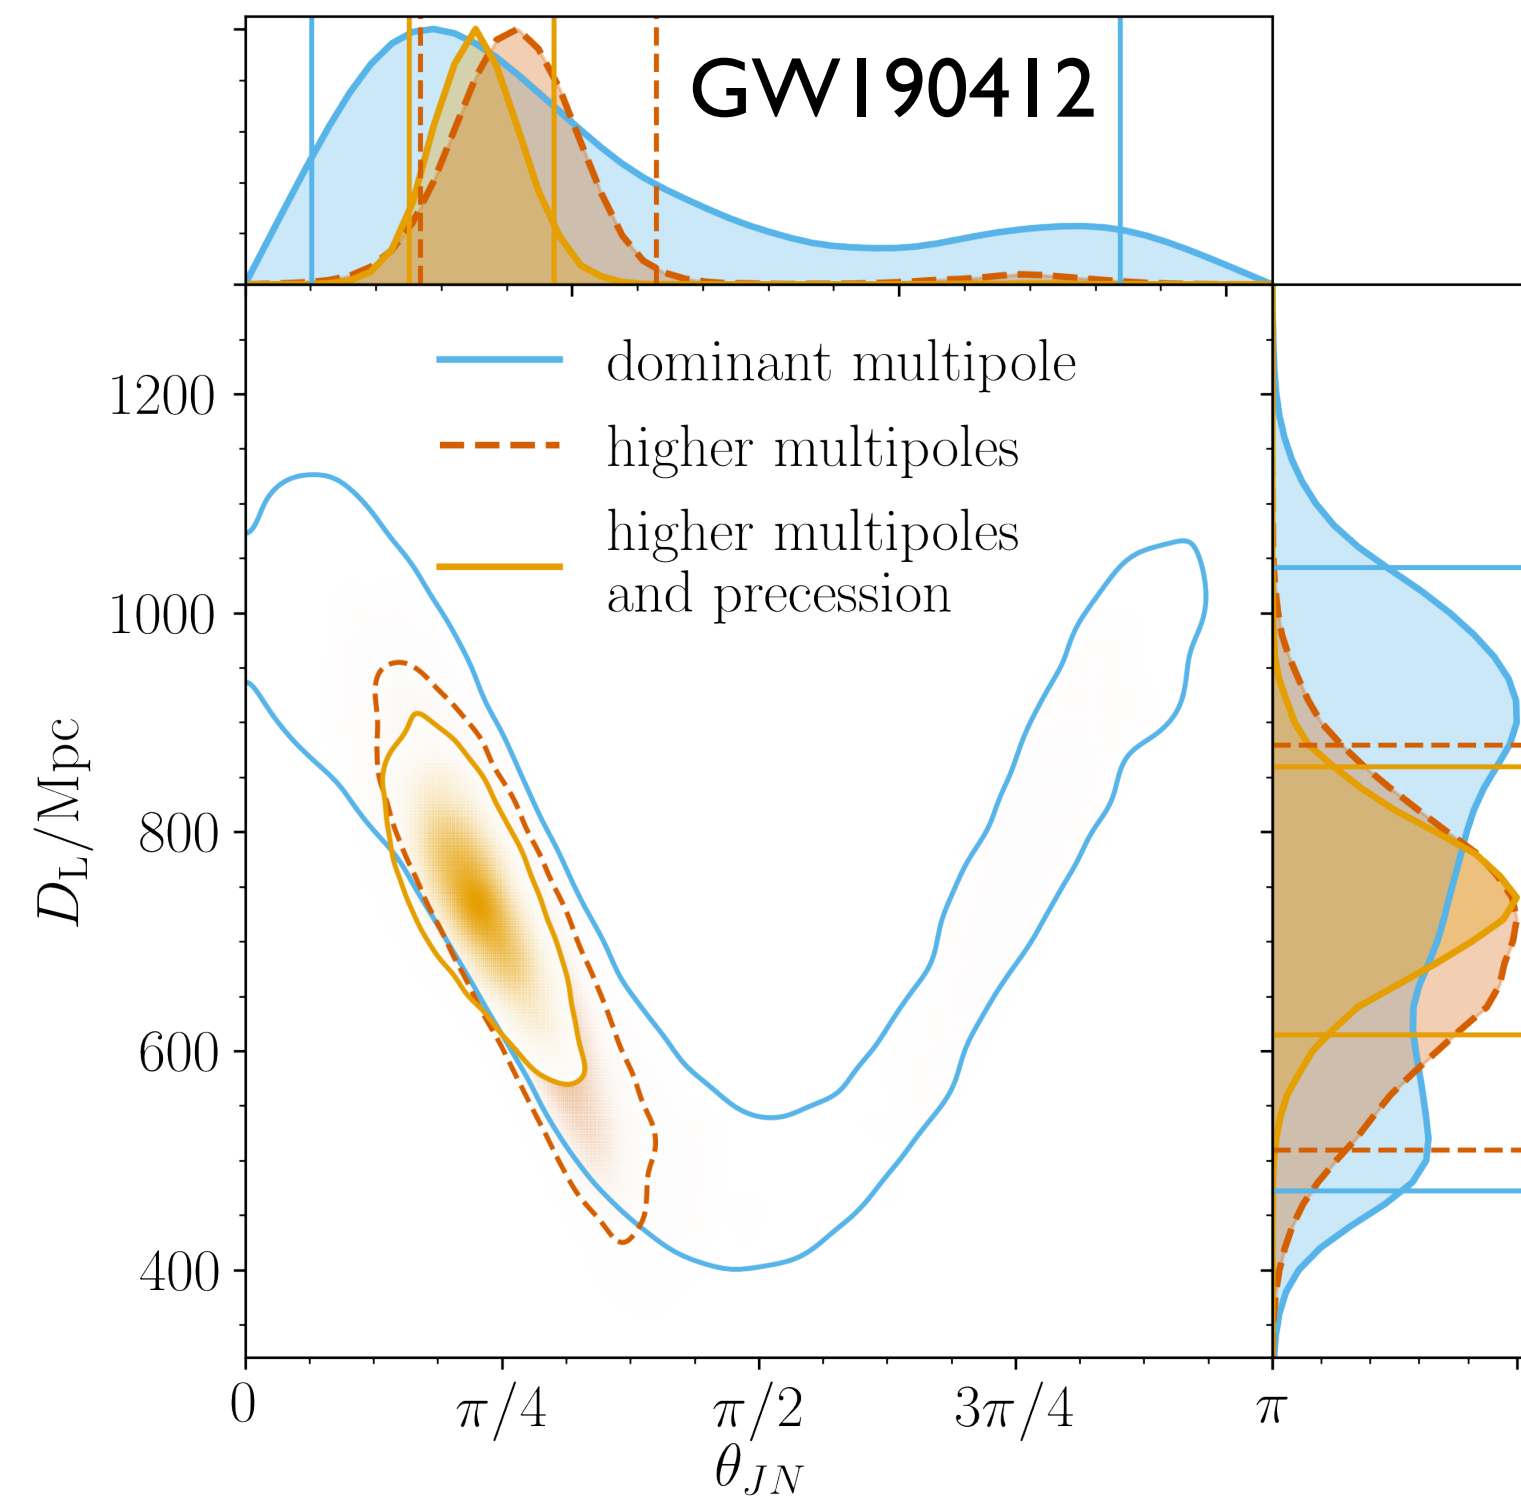 GW190412
dominant multipole
higher multipoles
higher multipoles
and precession
1200
1000
800
600
400
D_L/Mpc
0 π/4 π/2 3π/4 π
θ_JN